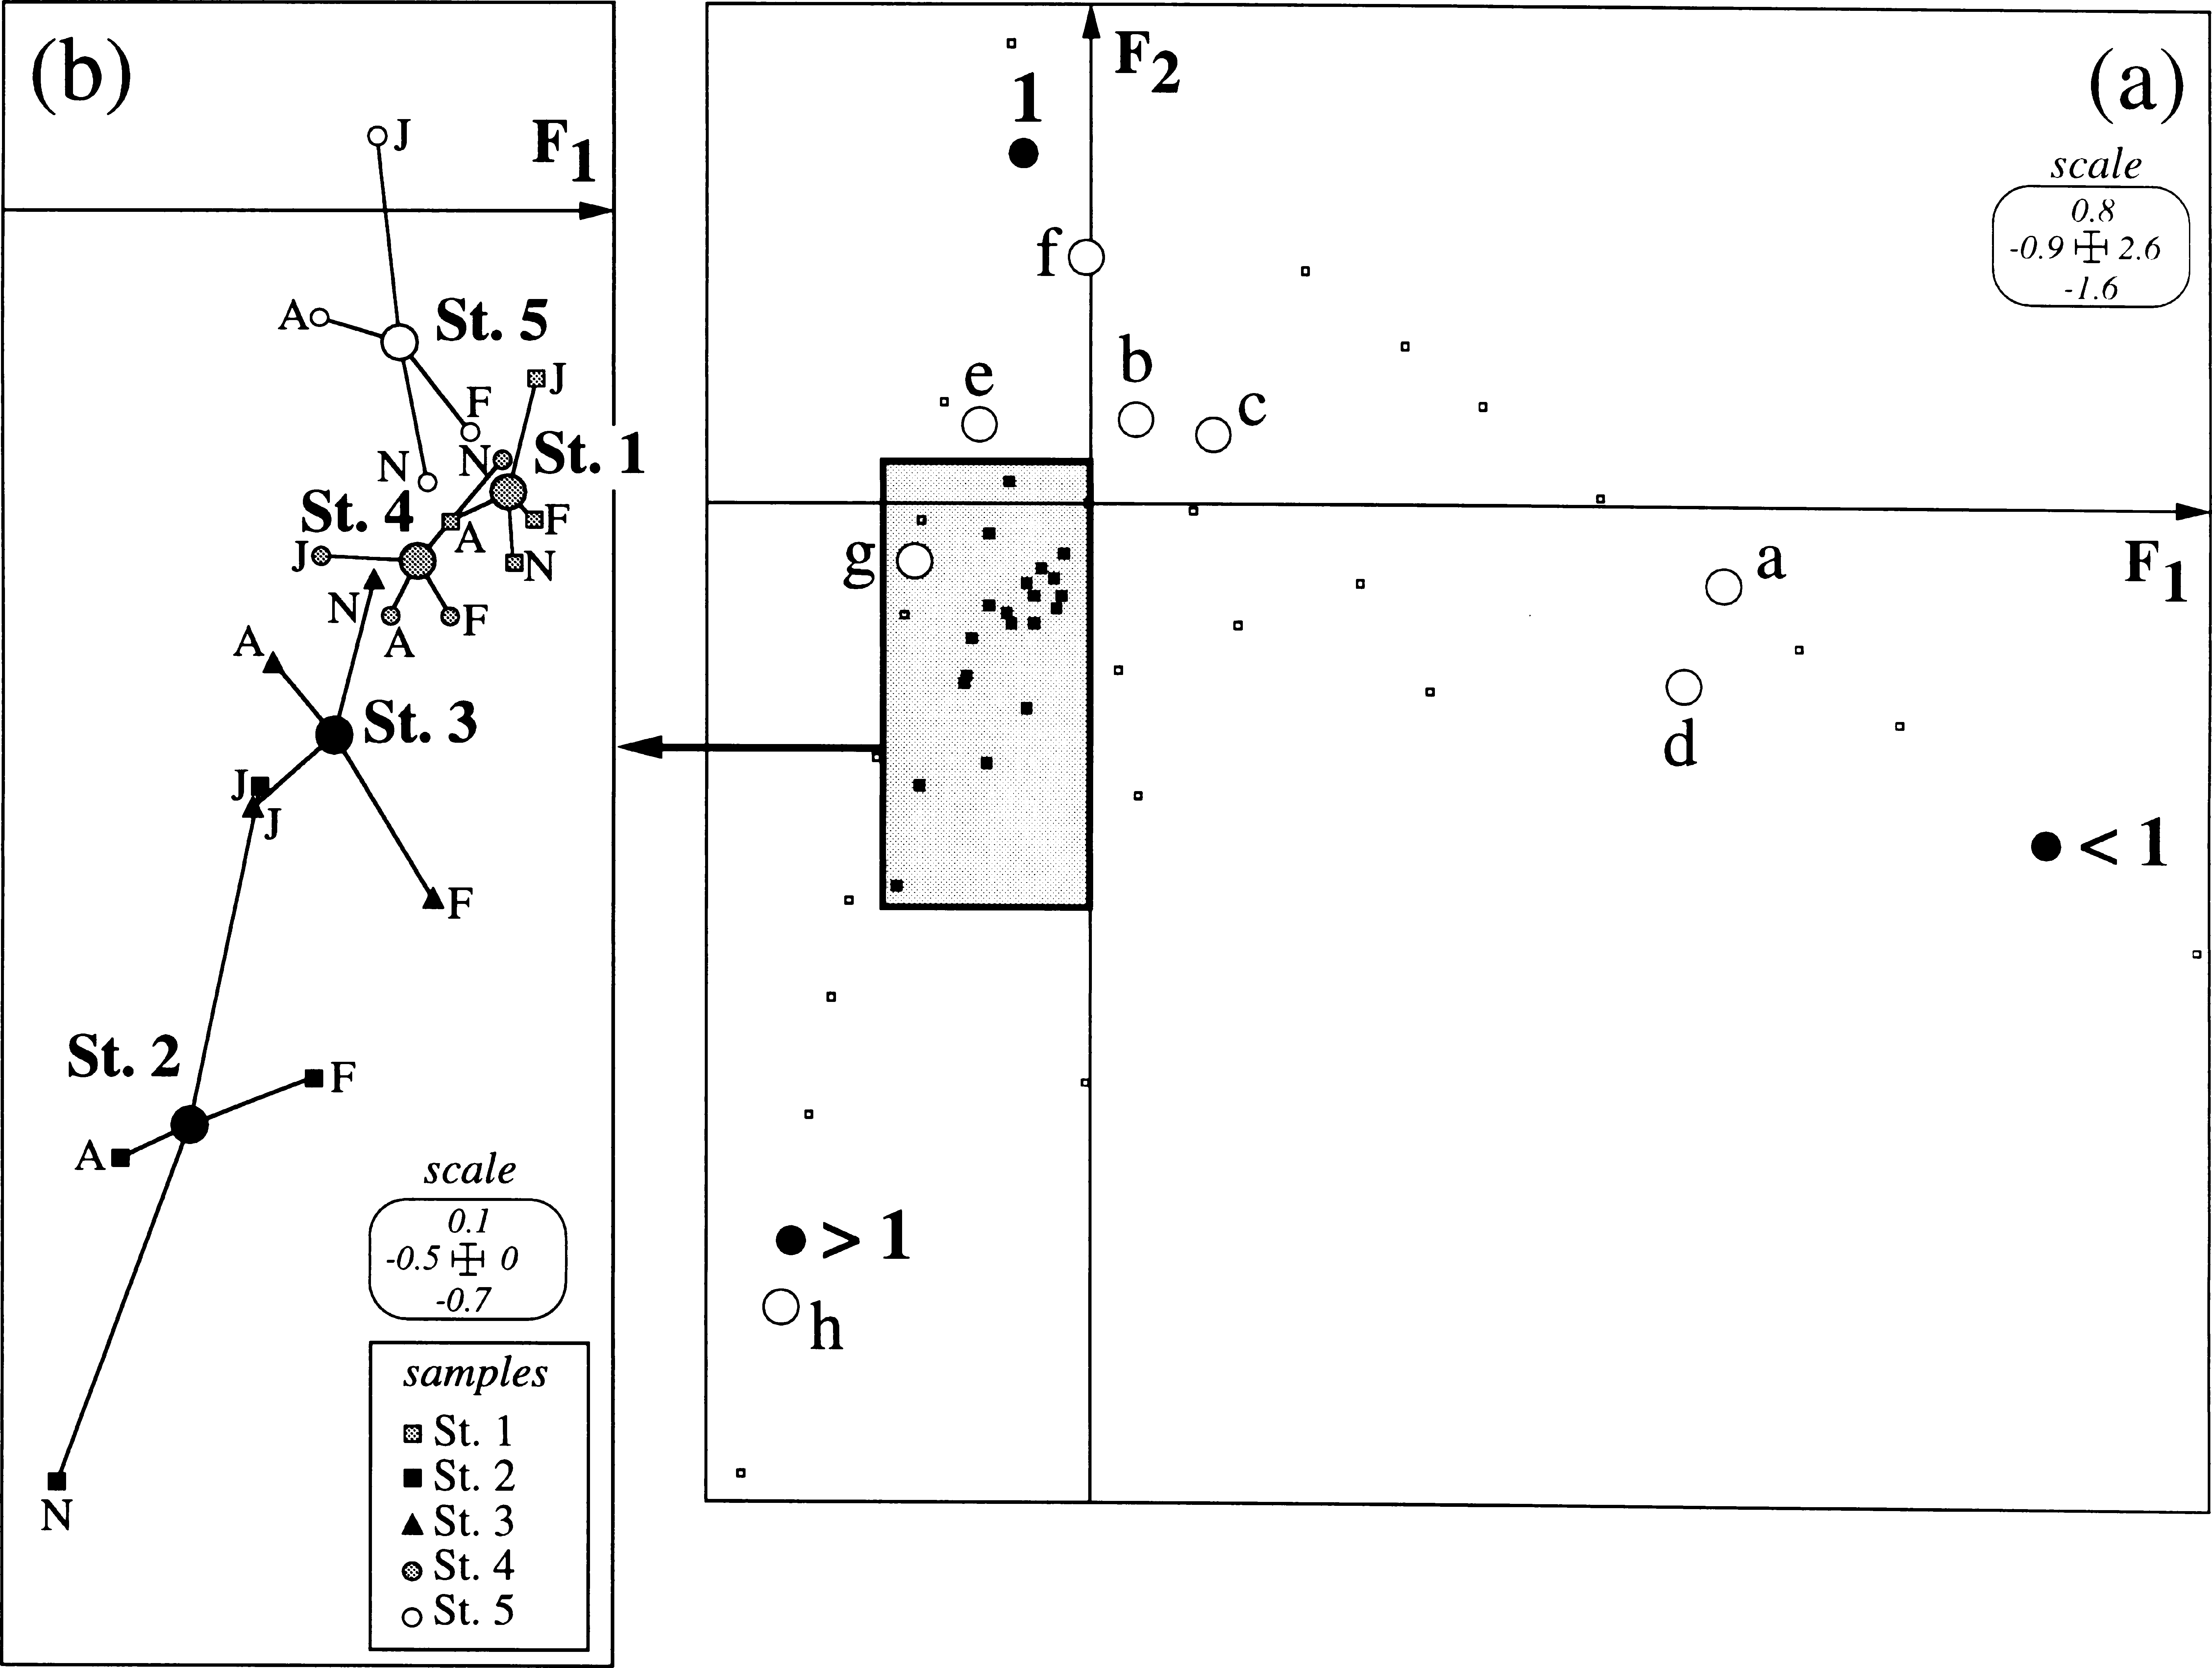 (b)
J
F1
A
St. 5
J
F
N
N
St. 1
St. 4
F
A
J
N
N
F
A
A
St. 3
J
J
F
St. 2
F
A
scale
0.1
-0.5 0
-0.7
N
samples
St. 1
St. 2
St. 3
St. 4
St. 5
F2
(a)
1
scale
0.8
-0.9 2.6
-1.6
f
b
e
c
g
a
F1
d
< 1
> 1
h